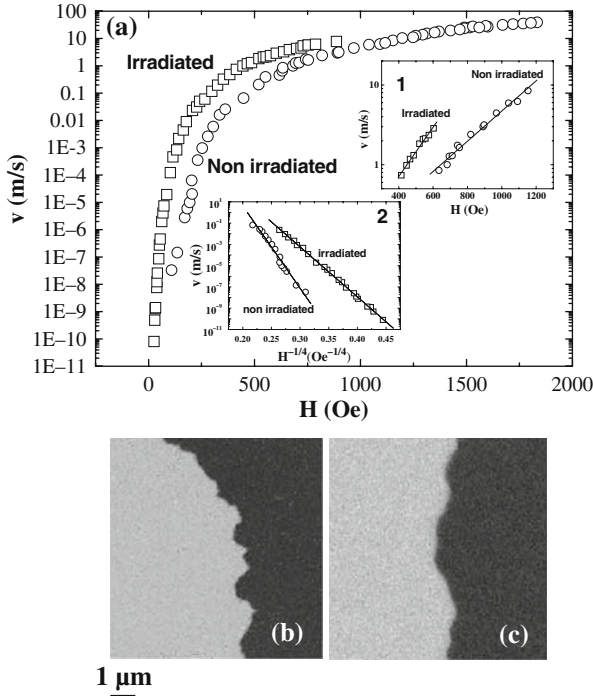 (a)
v (m/s)
100
10
1
0.1
0.01
1E-3
1E-4
1E-5
1E-6
1E-7
1E-8
1E-9
1E-10
1E-11
Irradiated
Non irradiated
1
Non irradiated
Irradiated
v (m/s)
10
1
400 600 800 1000 1200
H (Oe)
2
v (m/s)
10¹
10⁻¹
10⁻³
10⁻⁵
10⁻⁷
10⁻⁹
10⁻¹¹
irradiated
non irradiated
0.20 0.25 0.30 0.35 0.40 0.45
H⁻¹/⁴(Oe⁻¹/⁴)
0 500 1000 1500 2000
H (Oe)
(b)
(c)
1 µm